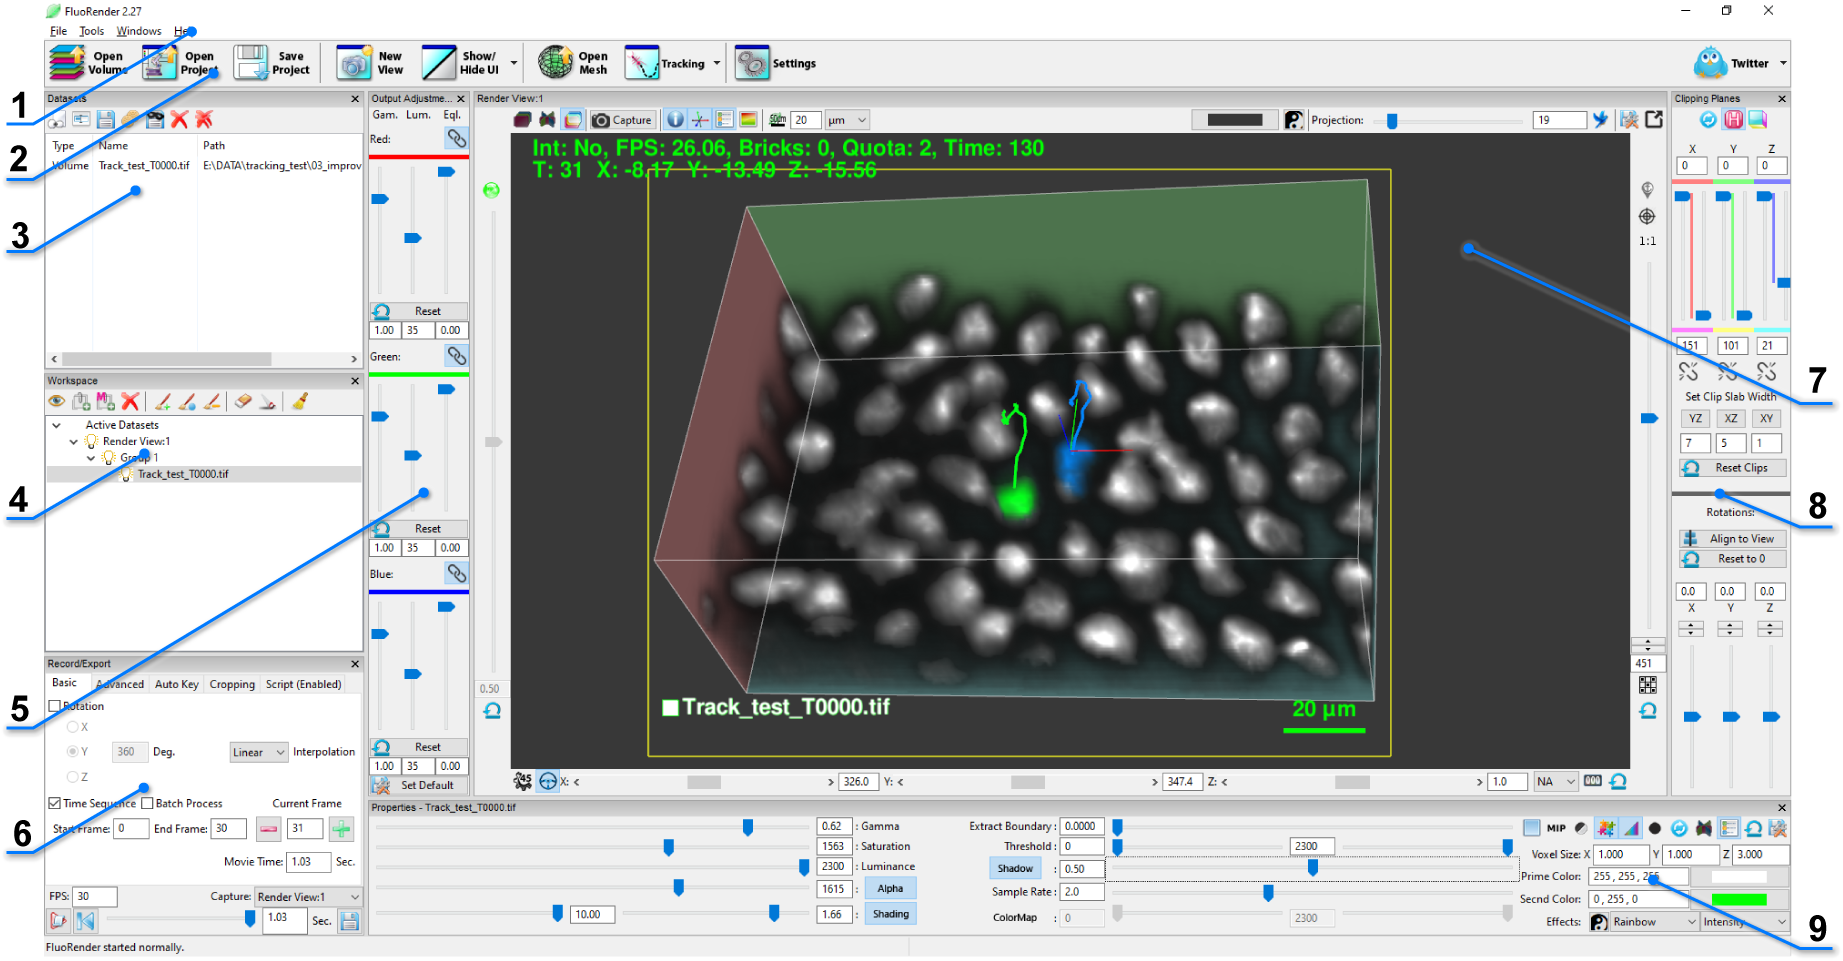 FluoRender 2.27
File Tools Windows
Open Volume
Open Project
Save Project
New View
Show/ Hide UI
Open Mesh
Tracking
Settings
Twitter
1
2
3
4
5
6
7
8
9
Datasets
Type Name Path
Volume Track_test_T0000.tif E:\DATA\tracking_test\03_improv
Workspace
Active Datasets
Render View:1
Group 1
Track_test_T0000.tif
Record/Export
Basic Advanced Auto Key Cropping Script (Enabled)
Rotation
X
Y 360 Deg. Linear Interpolation
Z
Time Sequence Batch Process Current Frame
Start Frame: 0 End Frame: 30 31
Movie Time: 1.03 Sec.
FPS: 30 Capture: Render View:1
1.03 Sec.
FluoRender started normally.
Output Adjustme...
Gam. Lum. Eql.
Red:
Reset
1.00 35 0.00
Green:
Reset
1.00 35 0.00
Blue:
Reset
1.00 35 0.00
Set Default
Render View:1
Capture 20 µm Projection: 19
Int: No, FPS: 26.06, Bricks: 0, Quota: 2, Time: 130
T: 31 X: -8.17 Y: -13.49 Z: -15.56
0.50
Track_test_T0000.tif
20 µm
1:1
451
45 X: < > 326.0 Y: < > 347.4 Z: < > 1.0 NA
Clipping Planes
X Y Z
0 0 0
151 101 21
Set Clip Slab Width
YZ XZ XY
7 5 1
Reset Clips
Rotations:
Align to View
Reset to 0
0.0 0.0 0.0
X Y Z
Properties - Track_test_T0000.tif
0.62 : Gamma
1563 : Saturation
2300 : Luminance
1615 : Alpha
10.00 1.66 : Shading
Extract Boundary : 0.0000
Threshold : 0 2300
Shadow : 0.50
Sample Rate : 2.0
ColorMap : 0 2300
MIP
Voxel Size: X 1.000 Y 1.000 Z 3.000
Prime Color: 255 , 255 , 255
Secnd Color: 0 , 255 , 0
Effects: Rainbow Intensity